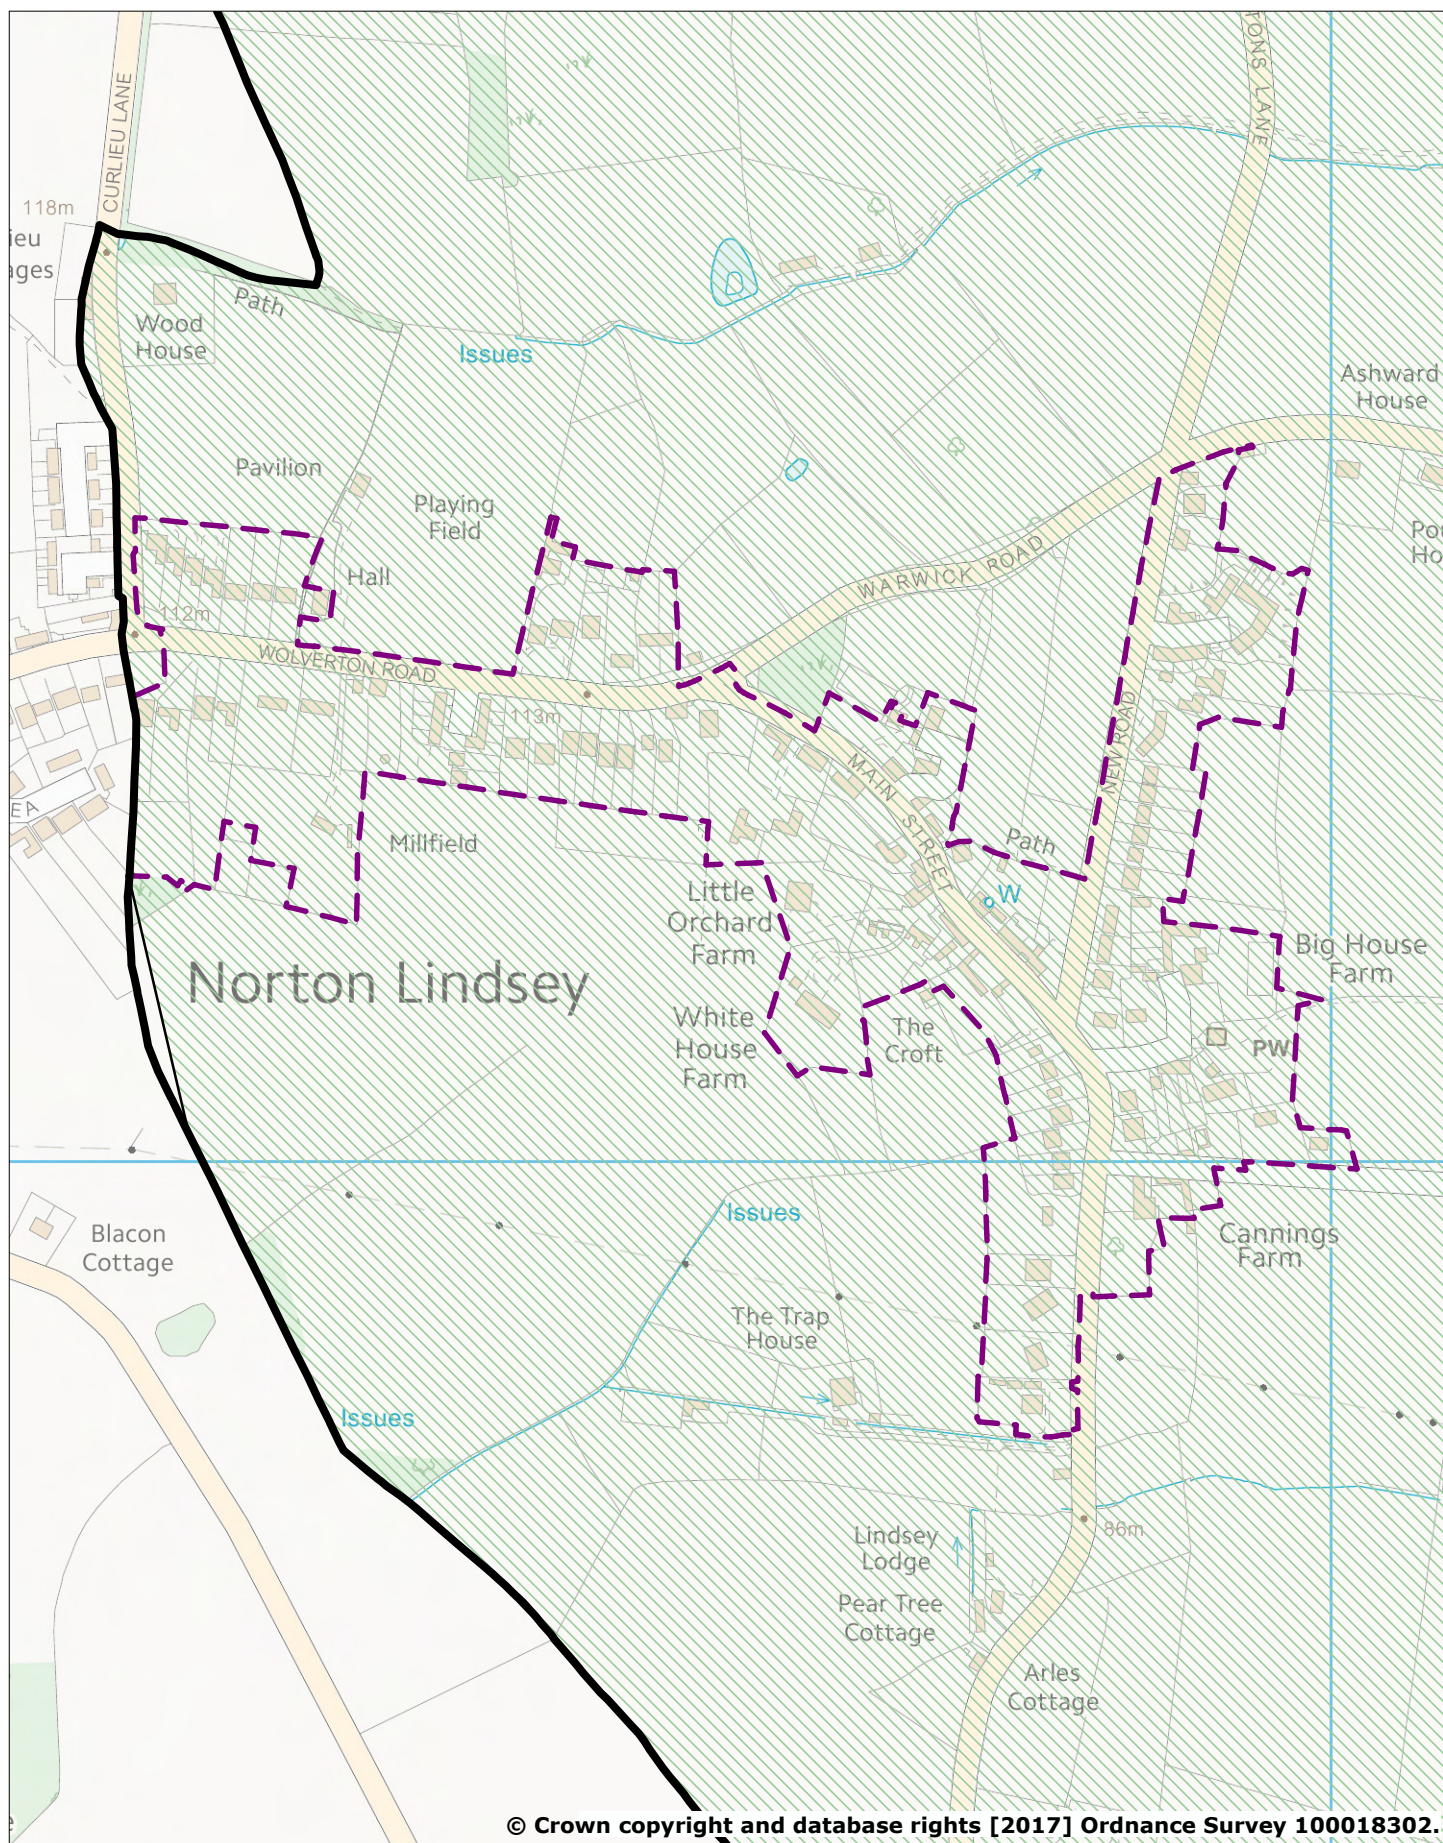 TONS LANE
CURLIEU LANE
118m
ieu
ages
Path
Wood
House
Issues
Ashward
House
Pavilion
Playing
Field
Hall
WARWICK ROAD
112m
WOLVERTON ROAD
113m
NEW ROAD
MAIN STREET
EA
Millfield
Path
W
Little
Orchard
Farm
Big House
Farm
Norton Lindsey
White
House
Farm
The
Croft
PW
Issues
Blacon
Cottage
Cannings
Farm
The Trap
House
Issues
86m
Lindsey
Lodge
Pear Tree
Cottage
Arles
Cottage
© Crown copyright and database rights [2017] Ordnance Survey 100018302.